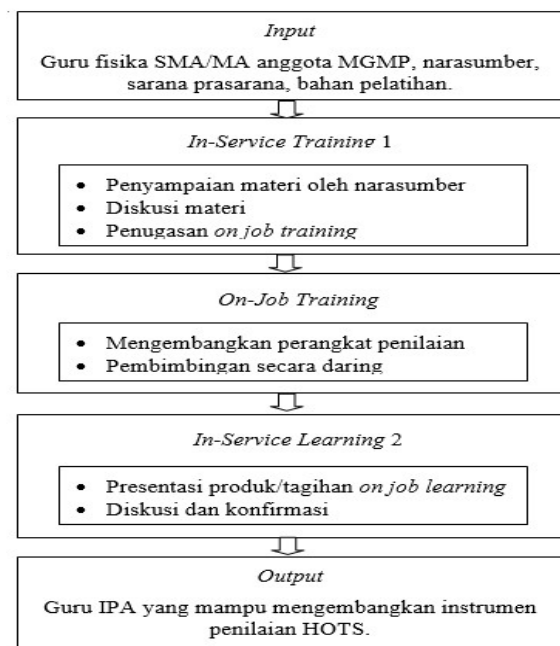 Input
Guru fisika SMA/MA anggota MGMP, narasumber,
sarana prasarana, bahan pelatihan.
In-Service Training 1
• Penyampaian materi oleh narasumber
• Diskusi materi
• Penugasan on job training
On-Job Training
• Mengembangkan perangkat penilaian
• Pembimbingan secara daring
In-Service Learning 2
• Presentasi produk/tagihan on job learning
• Diskusi dan konfirmasi
Output
Guru IPA yang mampu mengembangkan instrumen
penilaian HOTS.